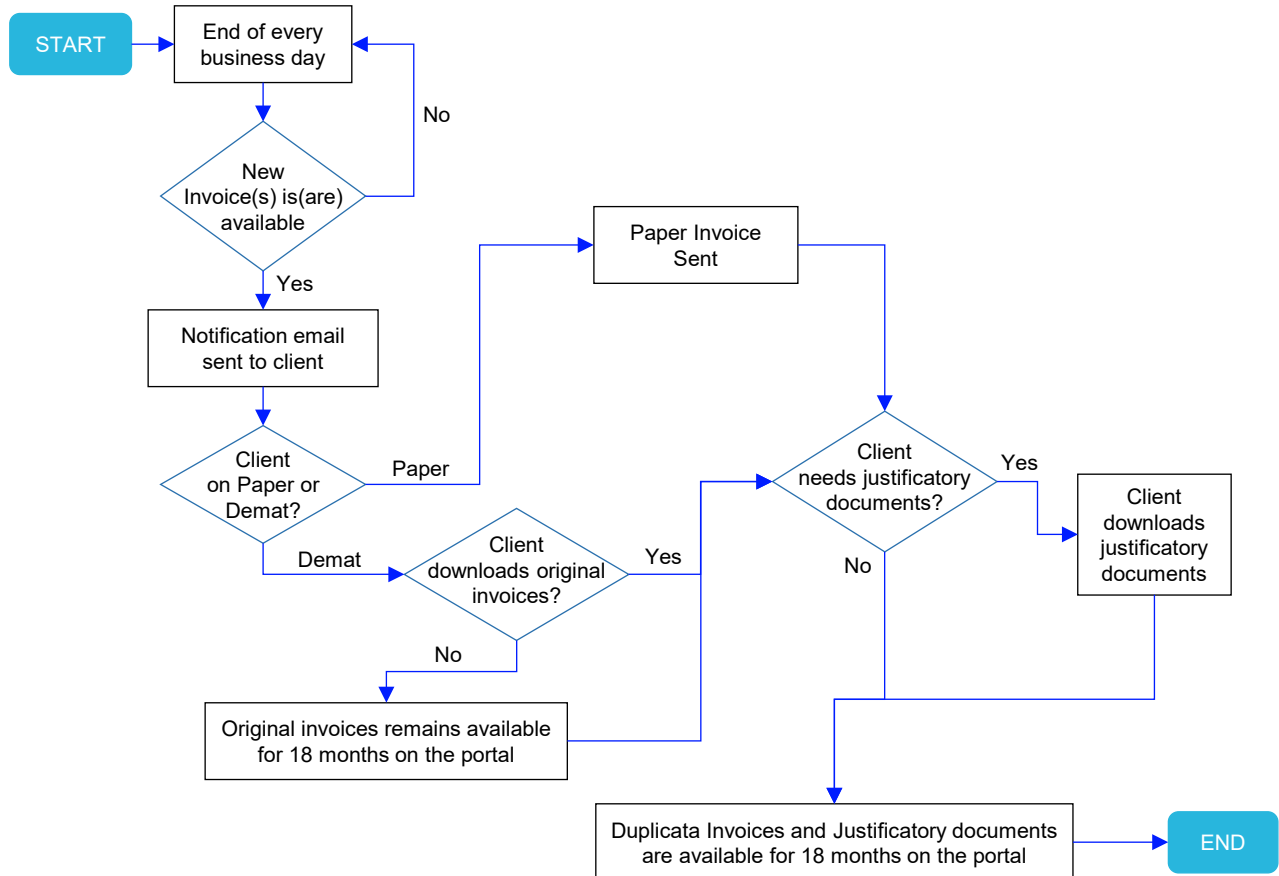 START
End of every
business day
No
New
Invoice(s) is(are)
available
Yes
Notification email
sent to client
Client
on Paper or
Demat?
Paper
Paper Invoice
Sent
Demat
Client
downloads original
invoices?
Yes
No
Original invoices remains available
for 18 months on the portal
Client
needs justificatory
documents?
Yes
Client
downloads
justificatory
documents
No
Duplicata Invoices and Justificatory documents
are available for 18 months on the portal
END